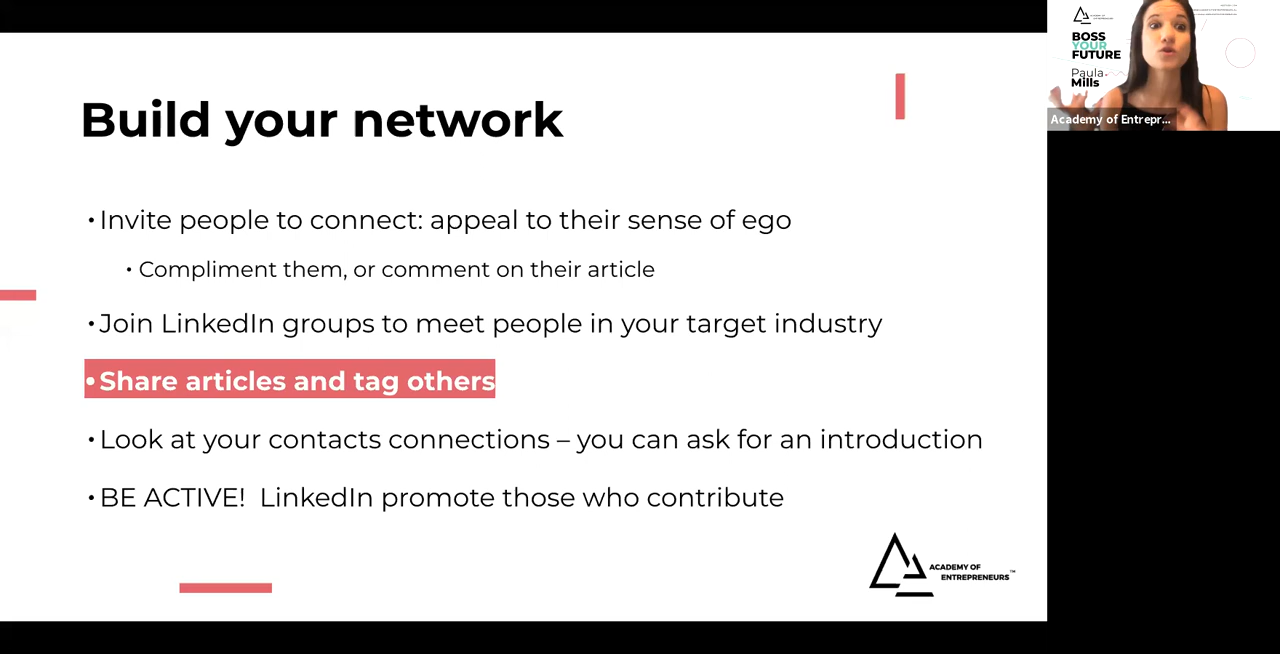 Build your network
• Invite people to connect: appeal to their sense of ego
• Compliment them, or comment on their article
• Join LinkedIn groups to meet people in your target industry
• Share articles and tag others
• Look at your contacts connections – you can ask for an introduction
• BE ACTIVE!  LinkedIn promote those who contribute
ACADEMY OF
ENTREPRENEURS™
ACADEMY OF
ENTREPRENEURS
BOSS
YOUR
FUTURE
Paula
Mills
Academy of Entrepr...